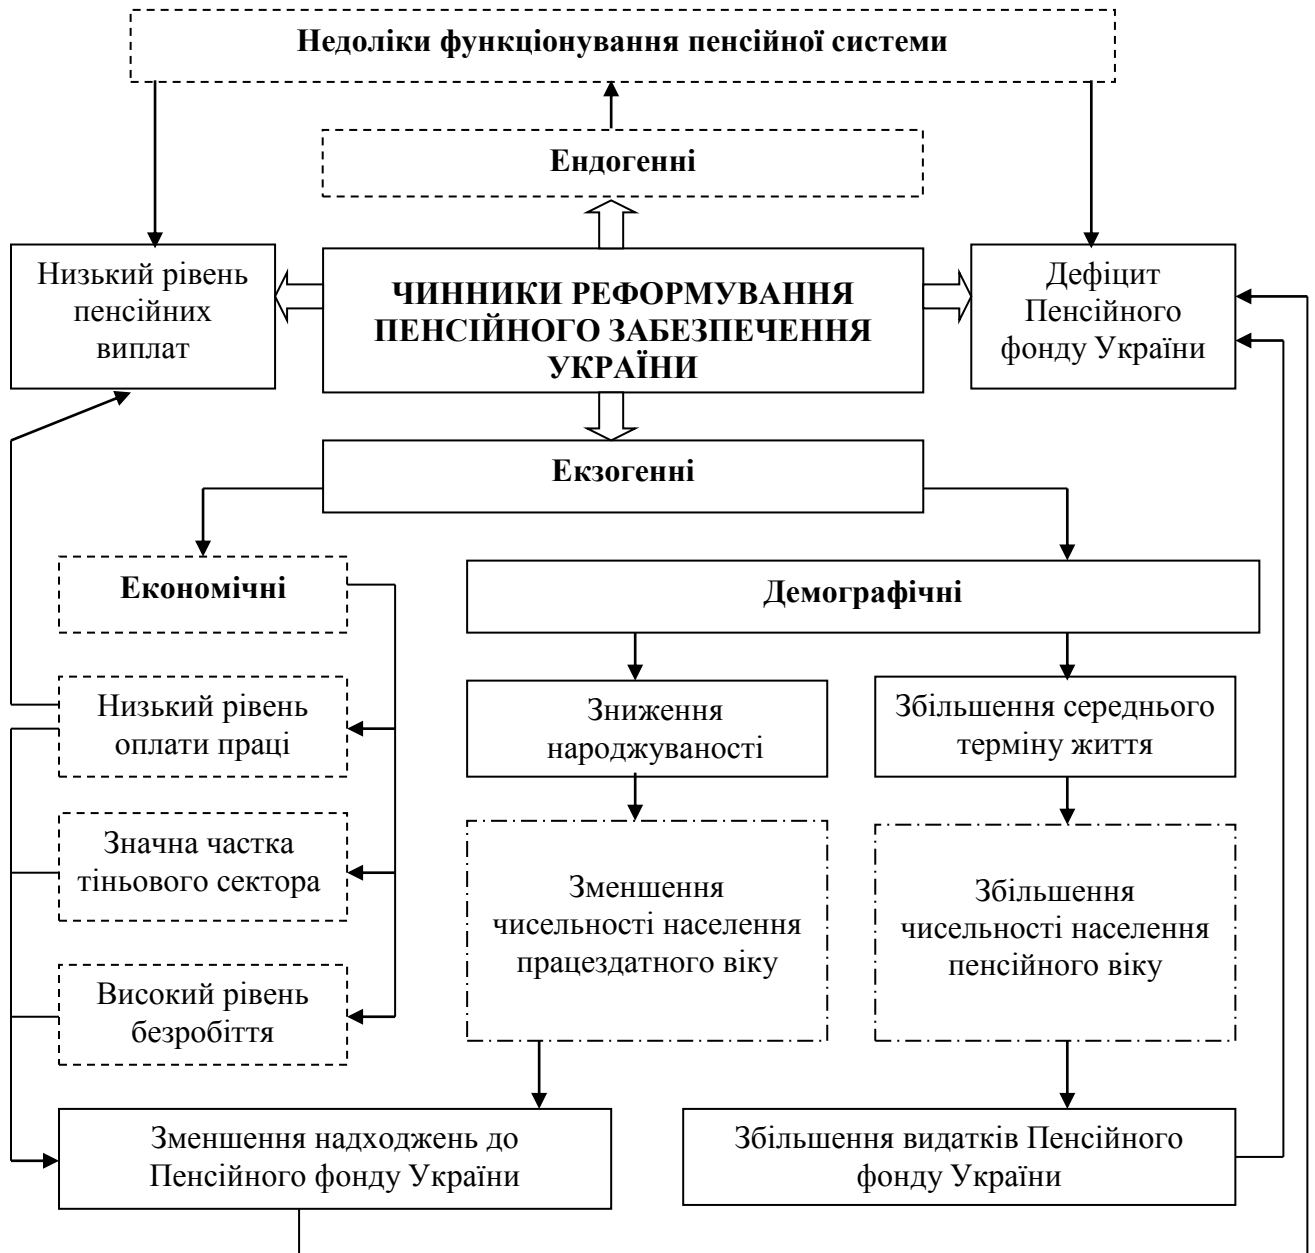 Недоліки функціонування пенсійної системи
Ендогенні
Низький рівень
пенсійних
виплат
ЧИННИКИ РЕФОРМУВАННЯ
ПЕНСІЙНОГО ЗАБЕЗПЕЧЕННЯ
УКРАЇНИ
Дефіцит
Пенсійного
фонду України
Екзогенні
Економічні
Демографічні
Низький рівень
оплати праці
Зниження
народжуваності
Збільшення середнього
терміну життя
Значна частка
тіньового сектора
Зменшення
чисельності населення
працездатного віку
Збільшення
чисельності населення
пенсійного віку
Високий рівень
безробіття
Зменшення надходжень до
Пенсійного фонду України
Збільшення видатків Пенсійного
фонду України